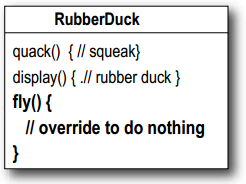 RubberDuck
quack() { // squeak}
display() { .// rubber duck }
fly() {
// override to do nothing
}